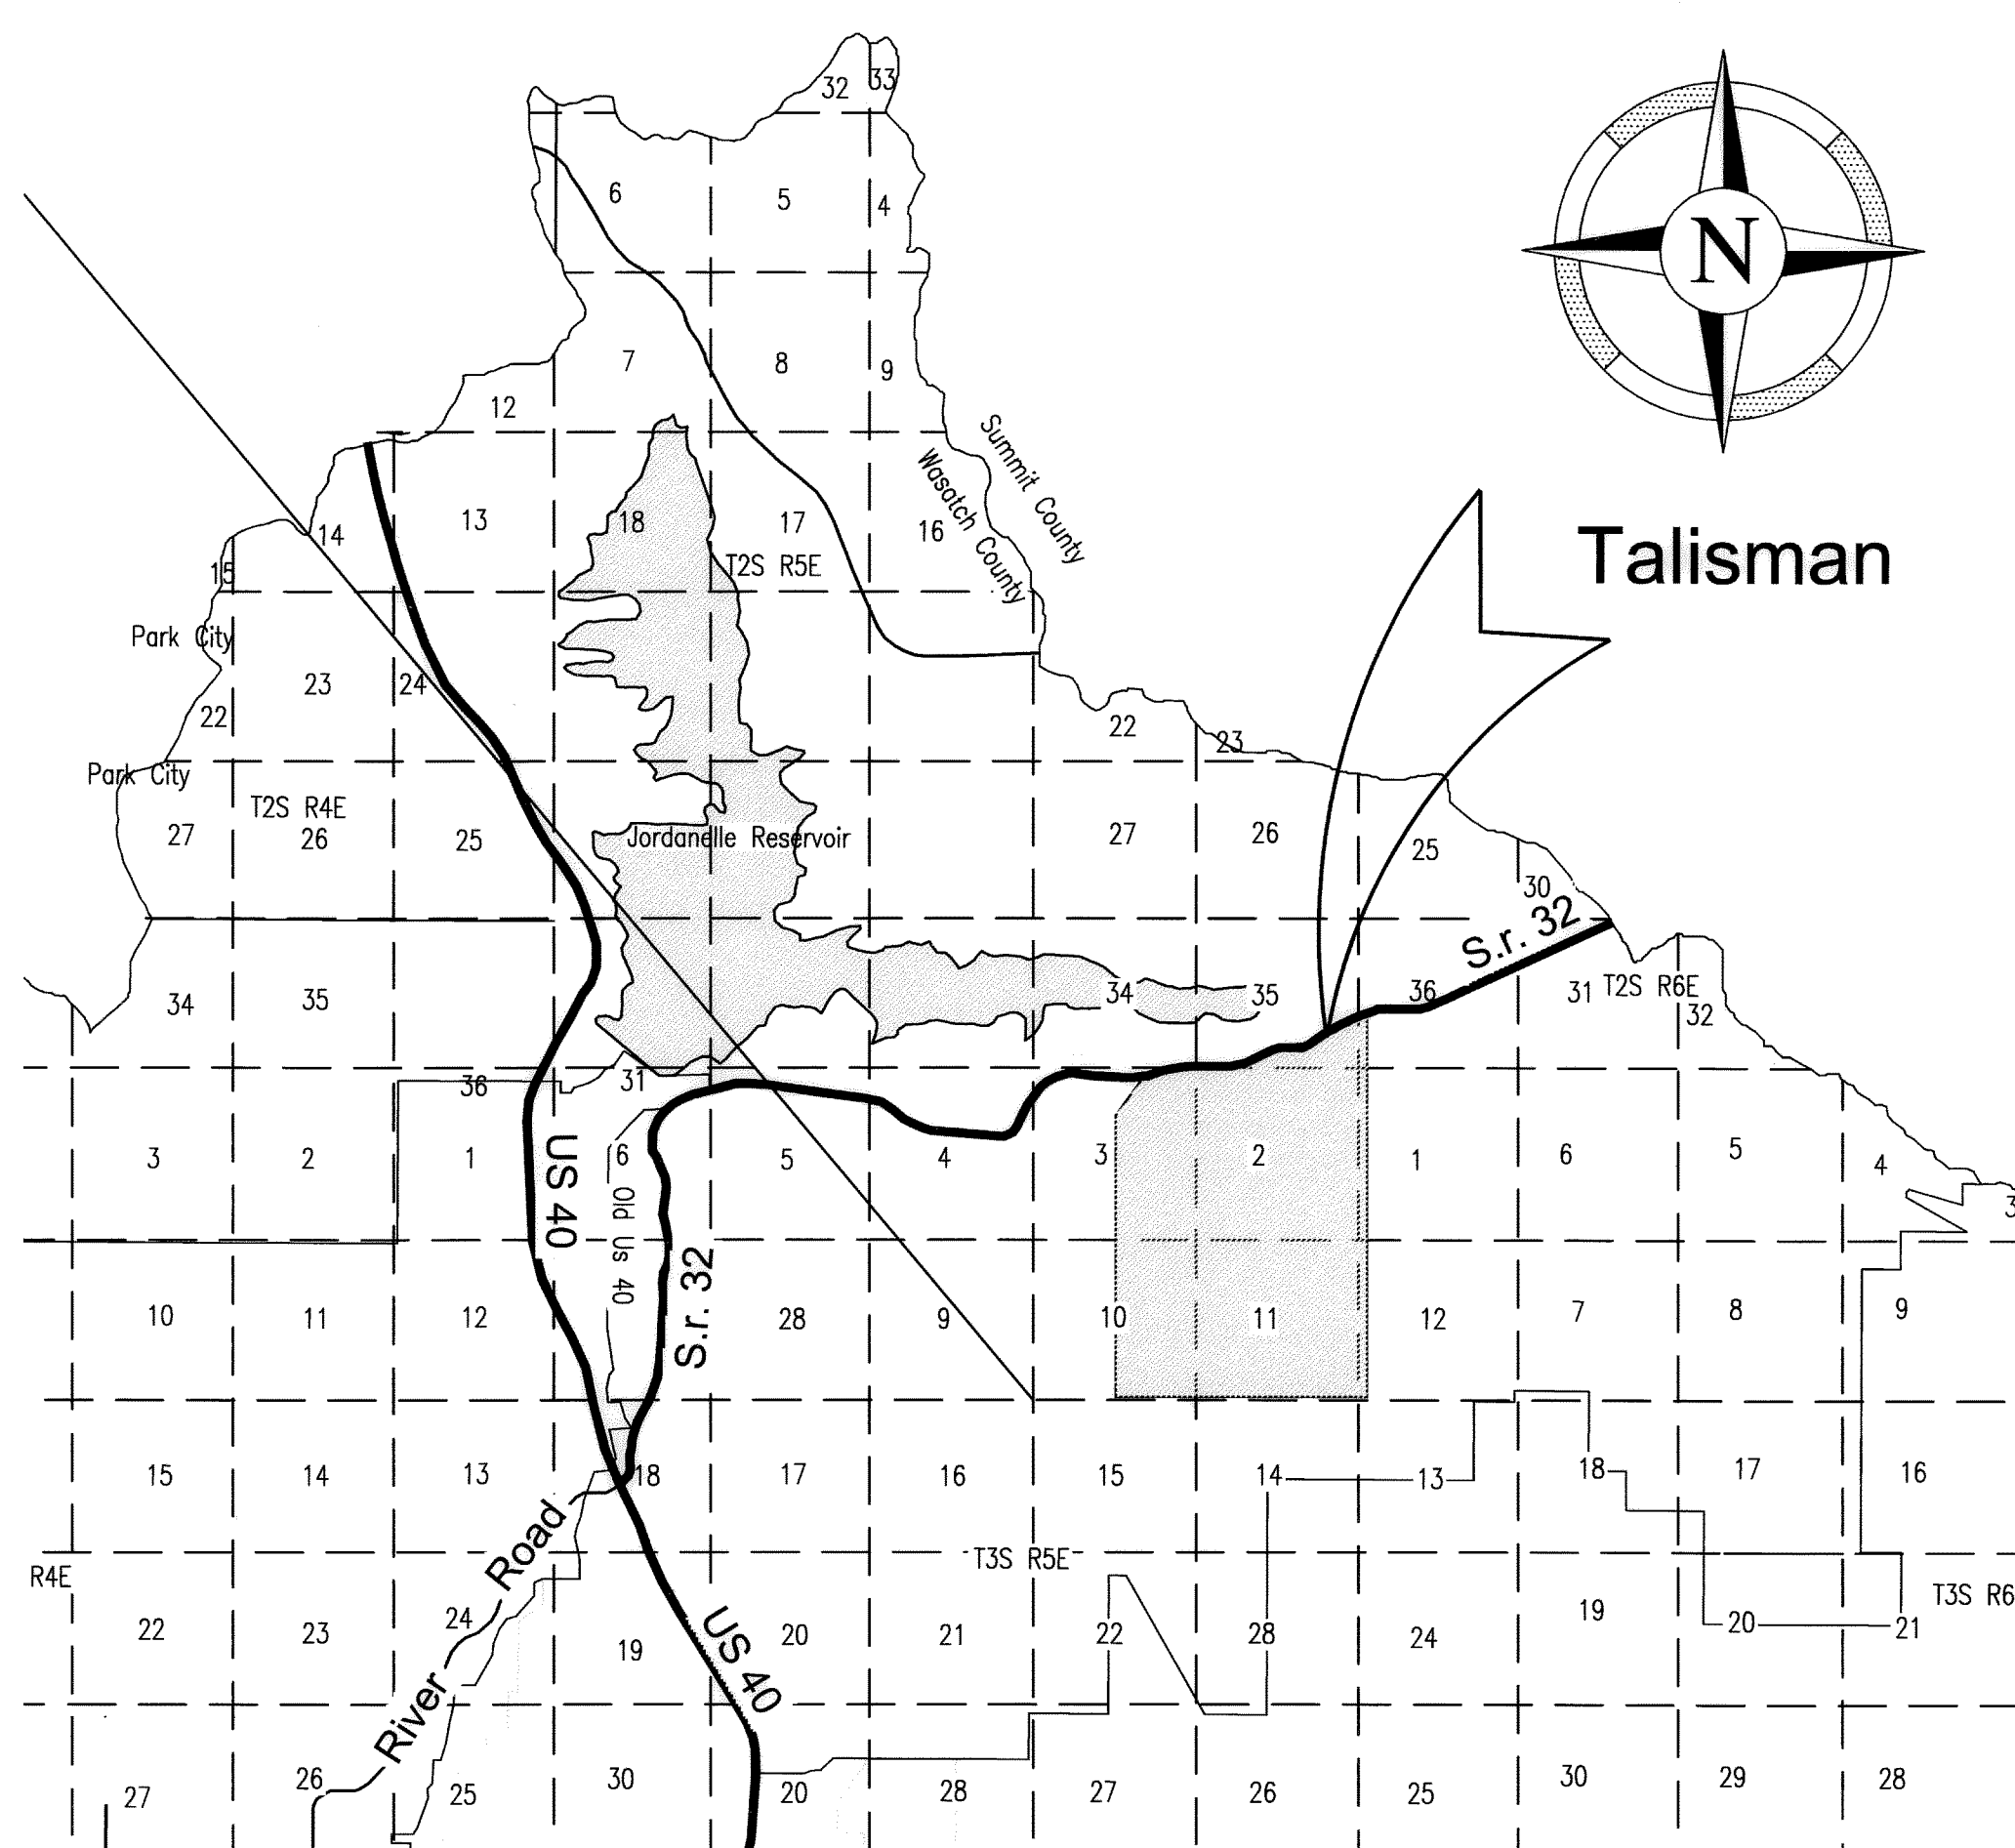 32 33
6 5 4
N
7 8 9
12
Summit County
Wasatch County
14 13 18 17 16
Talisman
15
T2S R5E
Park City
23 24
22
22 23
Park City
T2S R4E
27 26 25
Jordanelle Reservoir
27 26 25
30
S.r. 32
34 35
34 35 36 31
T2S R6E
32
36 31
3 2 1 6 5 4 3 2 1 6 5 4
3
US 40
Old Us 40
S.r. 32
10 11 12 28 9 10 11 12 7 8 9
15 14 13 18 17 16 15 14 13 18 17 16
River Road
R4E
T3S R5E
T3S R6
22 23 24 19 20 21 22 28 24 19 20 21
US 40
27 26 25 30 20 28 27 26 25 30 29 28